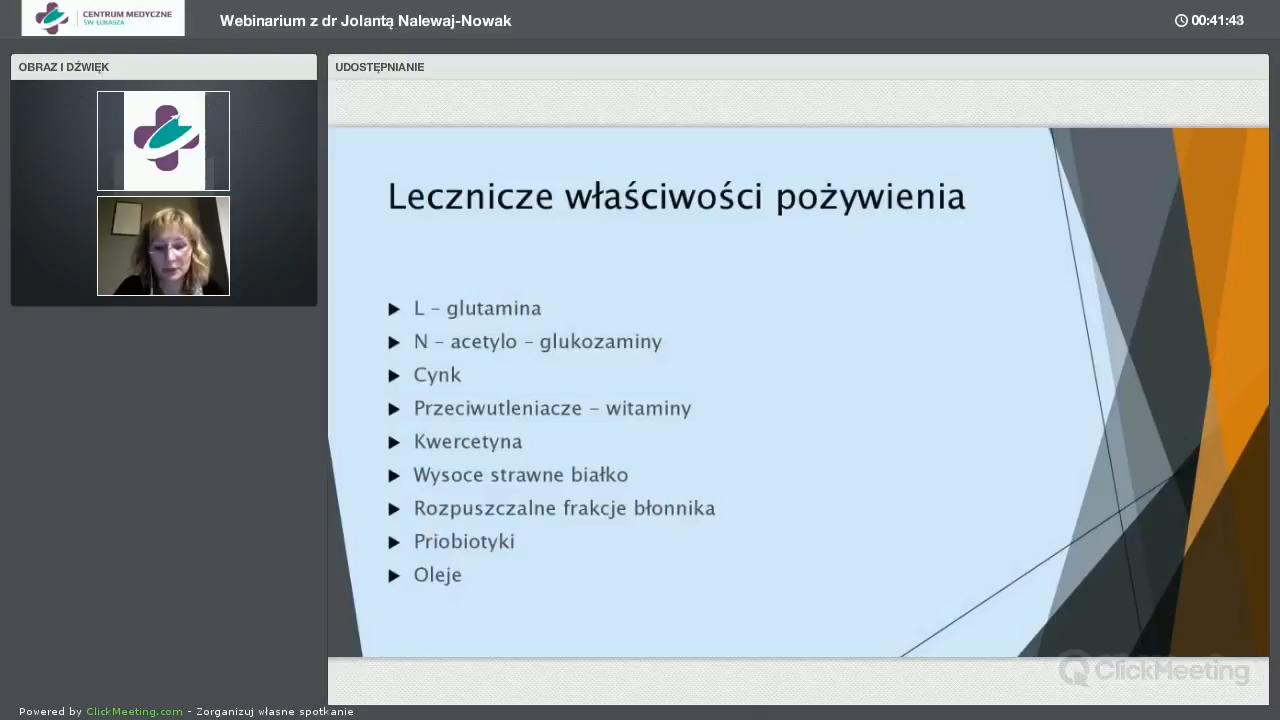 CENTRUM MEDYCZNE
ŚW. ŁUKASZA
Webinarium z dr Jolantą Nalewaj-Nowak
00:41:43
OBRAZ I DŹWIĘK
UDOSTĘPNIANIE
Lecznicze właściwości pożywienia
L – glutamina
N – acetylo – glukozaminy
Cynk
Przeciwutleniacze – witaminy
Kwercetyna
Wysoce strawne białko
Rozpuszczalne frakcje błonnika
Priobiotyki
Oleje
ClickMeeting
Powered by ClickMeeting.com - Zorganizuj własne spotkanie